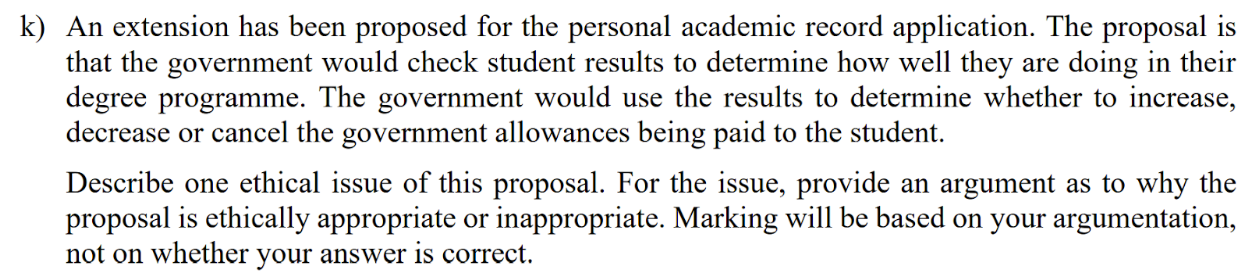 k) An extension has been proposed for the personal academic record application. The proposal is
that the government would check student results to determine how well they are doing in their
degree programme. The government would use the results to determine whether to increase,
decrease or cancel the government allowances being paid to the student.
Describe one ethical issue of this proposal. For the issue, provide an argument as to why the
proposal is ethically appropriate or inappropriate. Marking will be based on your argumentation,
not on whether your answer is correct.